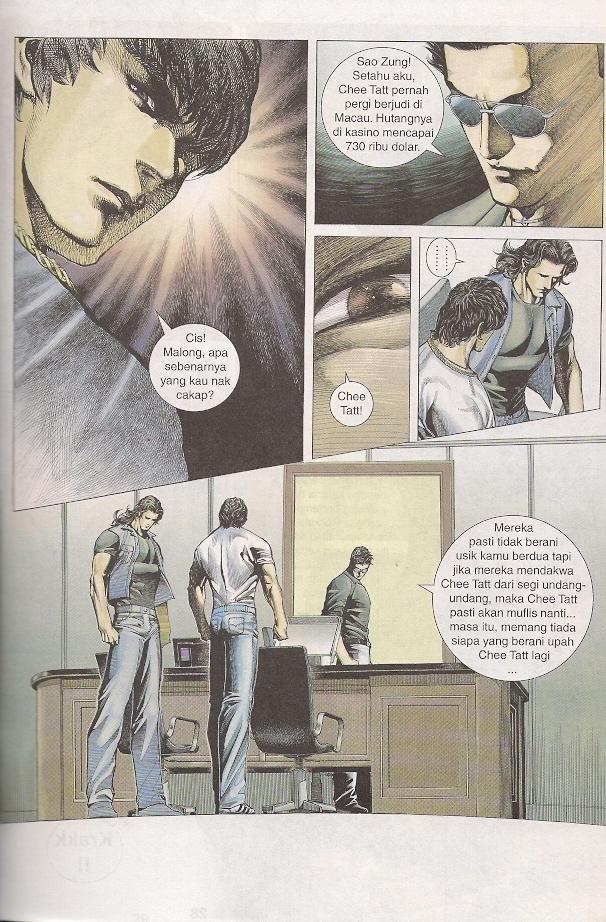 Cis!
Malong, apa
sebenarnya
yang kau nak
cakap?
Sao Zung!
Setahu aku,
Chee Tatt pernah
pergi berjudi di
Macau. Hutangnya
di kasino mencapai
730 ribu dolar.
Chee
Tatt!
Mereka
pasti tidak berani
usik kamu berdua tapi
jika mereka mendakwa
Chee Tatt dari segi undang-
undang, maka Chee Tatt
pasti akan muflis nanti...
masa itu, memang tiada
siapa yang berani upah
Chee Tatt lagi
...
Krakk
!!